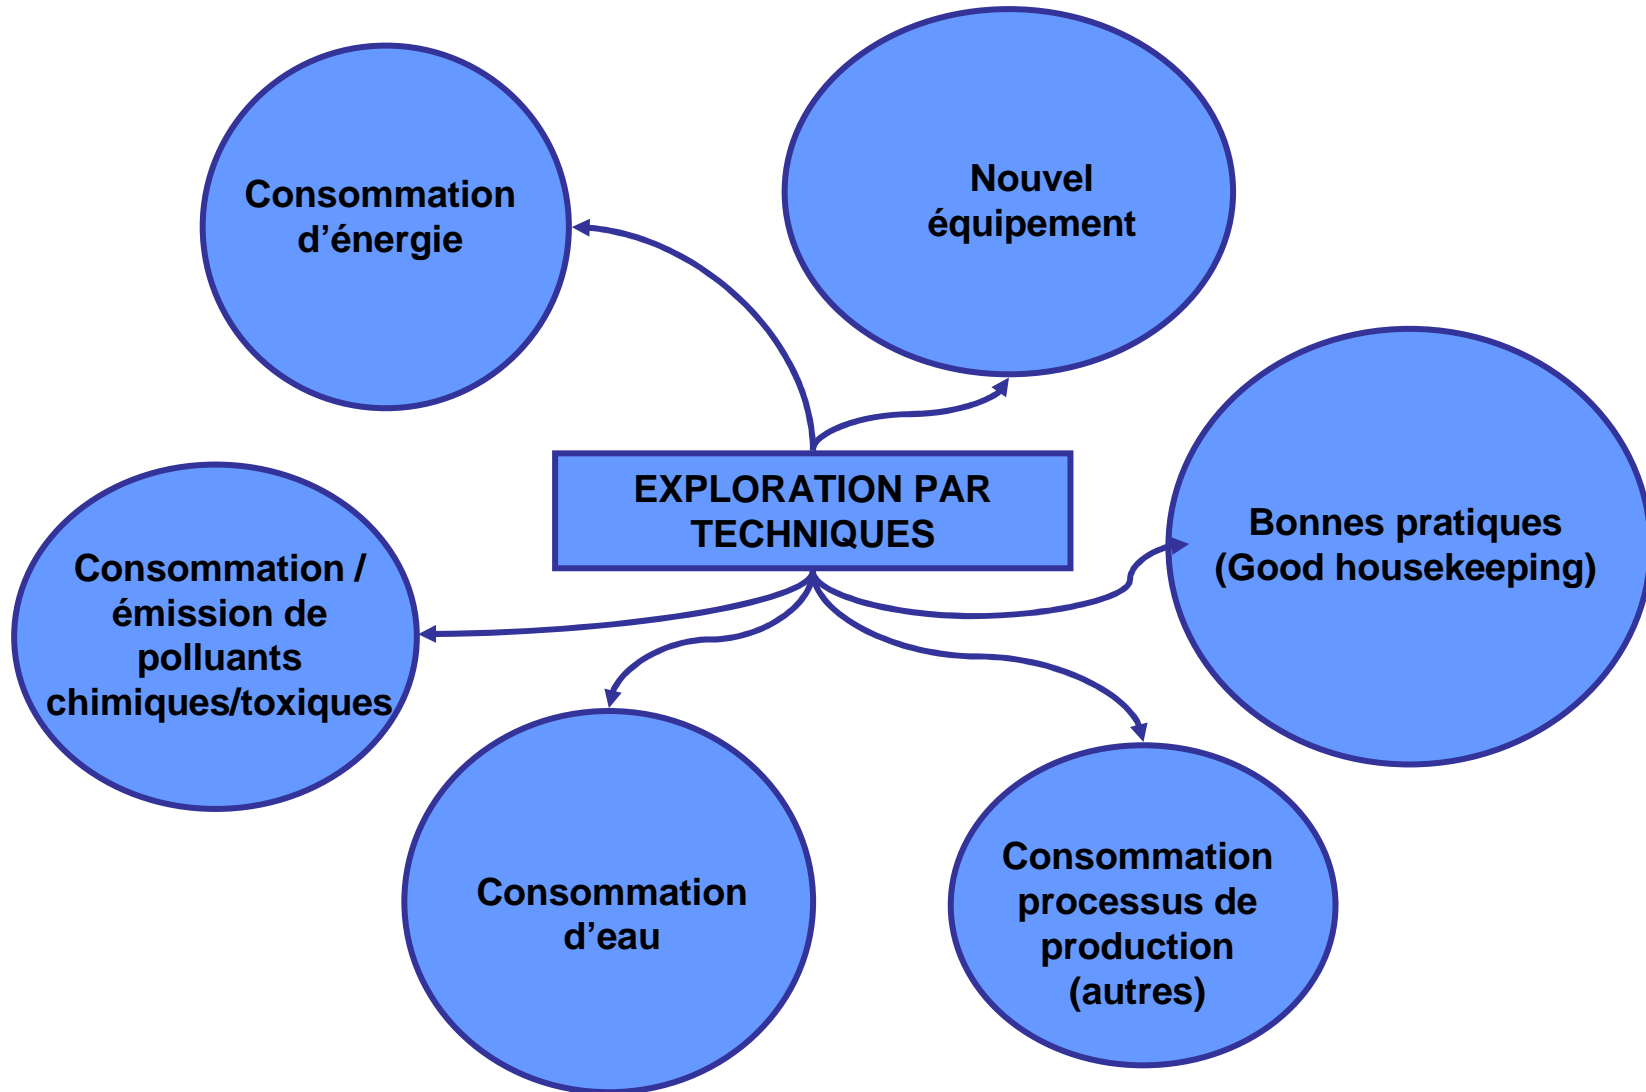 Consommation
d’énergie
Nouvel
équipement
EXPLORATION PAR
TECHNIQUES
Bonnes pratiques
(Good housekeeping)
Consommation /
émission de
polluants
chimiques/toxiques
Consommation
d’eau
Consommation
processus de
production
(autres)